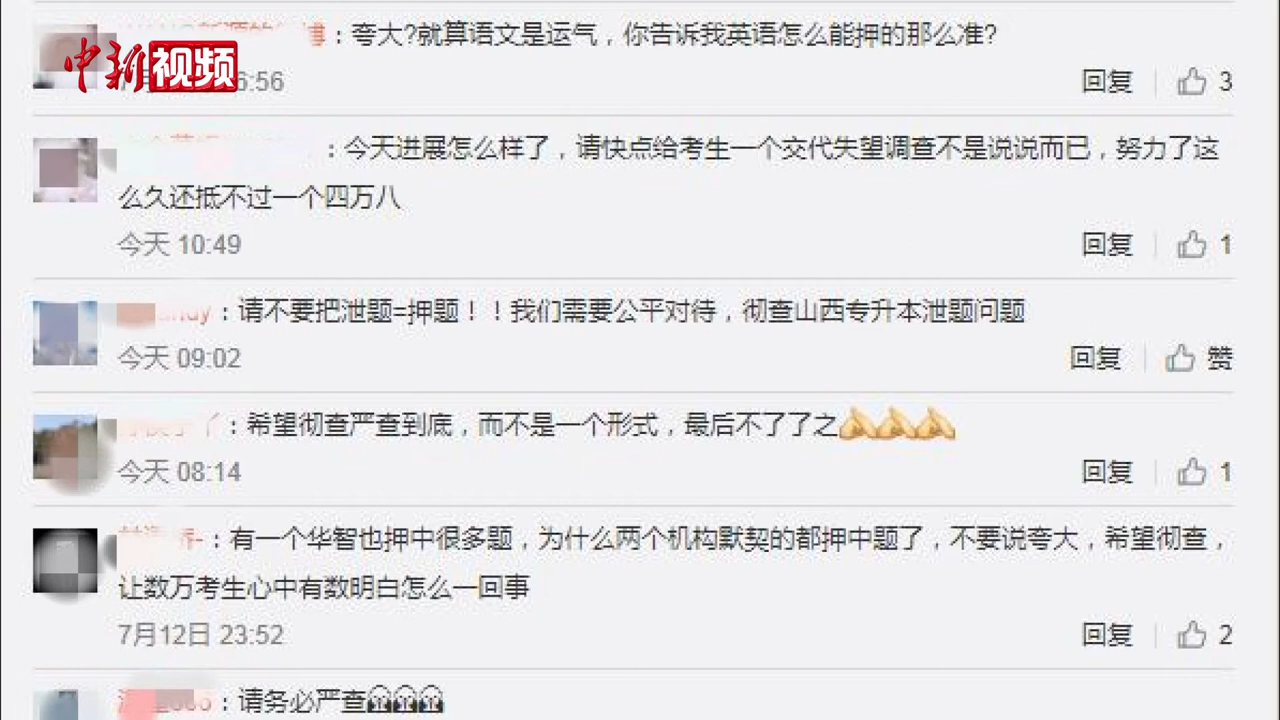 ：夸大?就算语文是运气，你告诉我英语怎么能押的那么准?
中新视频
6:56
回复 3
：今天进展怎么样了，请快点给考生一个交代失望调查不是说说而已，努力了这
么久还抵不过一个四万八
今天 10:49
回复 1
：请不要把泄题=押题！！我们需要公平对待，彻查山西专升本泄题问题
今天 09:02
回复 赞
：希望彻查严查到底，而不是一个形式，最后不了了之
今天 08:14
回复 1
：有一个华智也押中很多题，为什么两个机构默契的都押中题了，不要说夸大，希望彻查，
让数万考生心中有数明白怎么一回事
7月12日 23:52
回复 2
：请务必严查